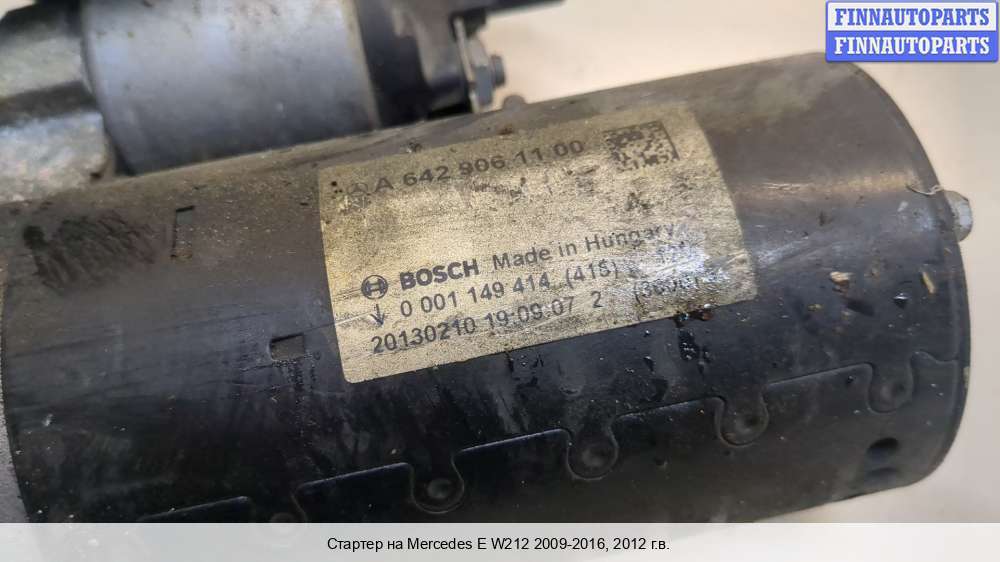 FINNAUTOPARTS
FINNAUTOPARTS
A 642 906 11 00
BOSCH Made in Hungary
0 001 149 414 (415)
20130210 19:09:07 2
Стартер на Mercedes E W212 2009-2016, 2012 г.в.